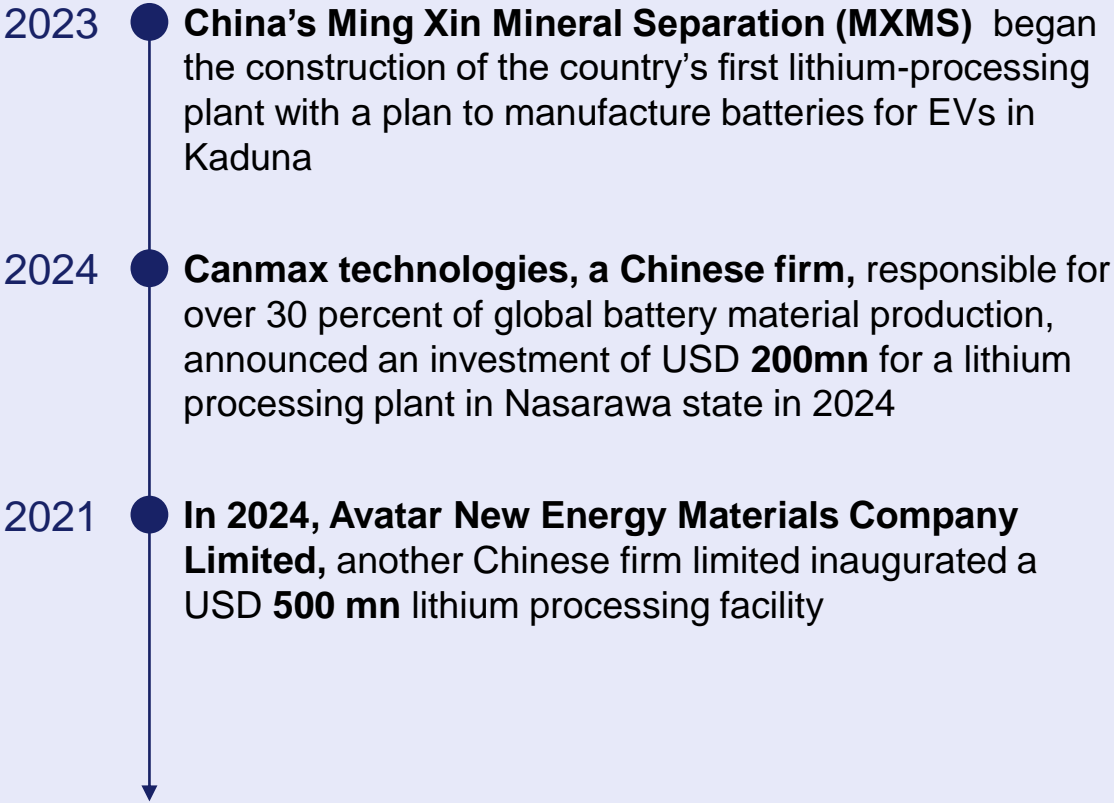 2023
China's Ming Xin Mineral Separation (MXMS) began
the construction of the country's first lithium-processing
plant with a plan to manufacture batteries for EVs in
Kaduna
2024
Canmax technologies, a Chinese firm, responsible for
over 30 percent of global battery material production,
announced an investment of USD 200mn for a lithium
processing plant in Nasarawa state in 2024
2021
In 2024, Avatar New Energy Materials Company
Limited, another Chinese firm limited inaugurated a
USD 500 mn lithium processing facility